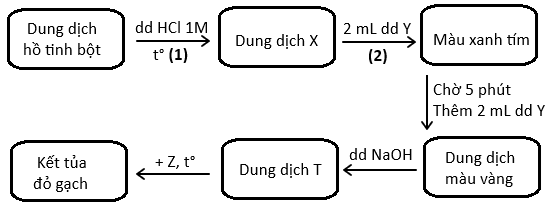 Dung dịch
hồ tinh bột
dd HCl 1M
t° (1)
Dung dịch X
2 mL dd Y
(2)
Màu xanh tím
Chờ 5 phút
Thêm 2 mL dd Y
Dung dịch
màu vàng
dd NaOH
Dung dịch T
+ Z, t°
Kết tủa
đỏ gạch